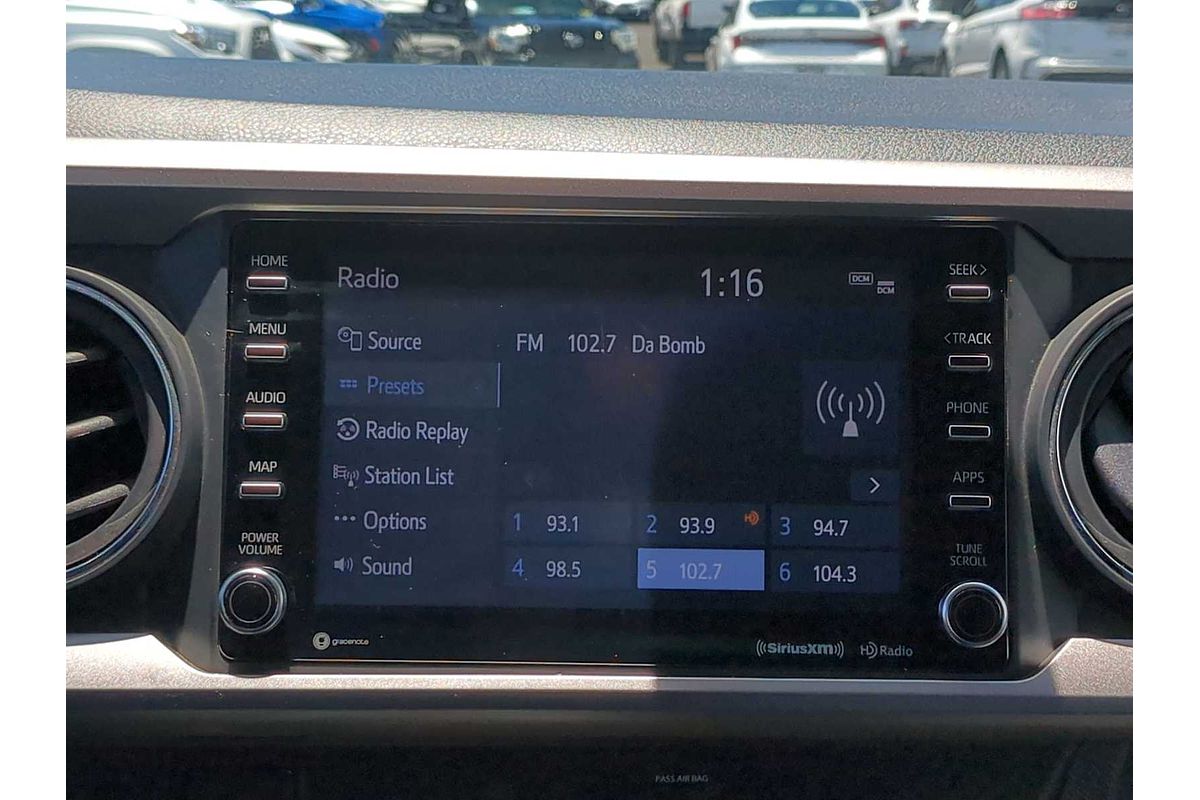 HOME
MENU
AUDIO
MAP
POWER
VOLUME
Radio
1:16
DCM
DCM
Source
Presets
Radio Replay
Station List
Options
Sound
FM 102.7 Da Bomb
1 93.1
2 93.9 HD
3 94.7
4 98.5
5 102.7
6 104.3
SEEK>
<TRACK
PHONE
APPS
TUNE
SCROLL
gracenote
((SiriusXM))
HD Radio
PASS AIR BAG